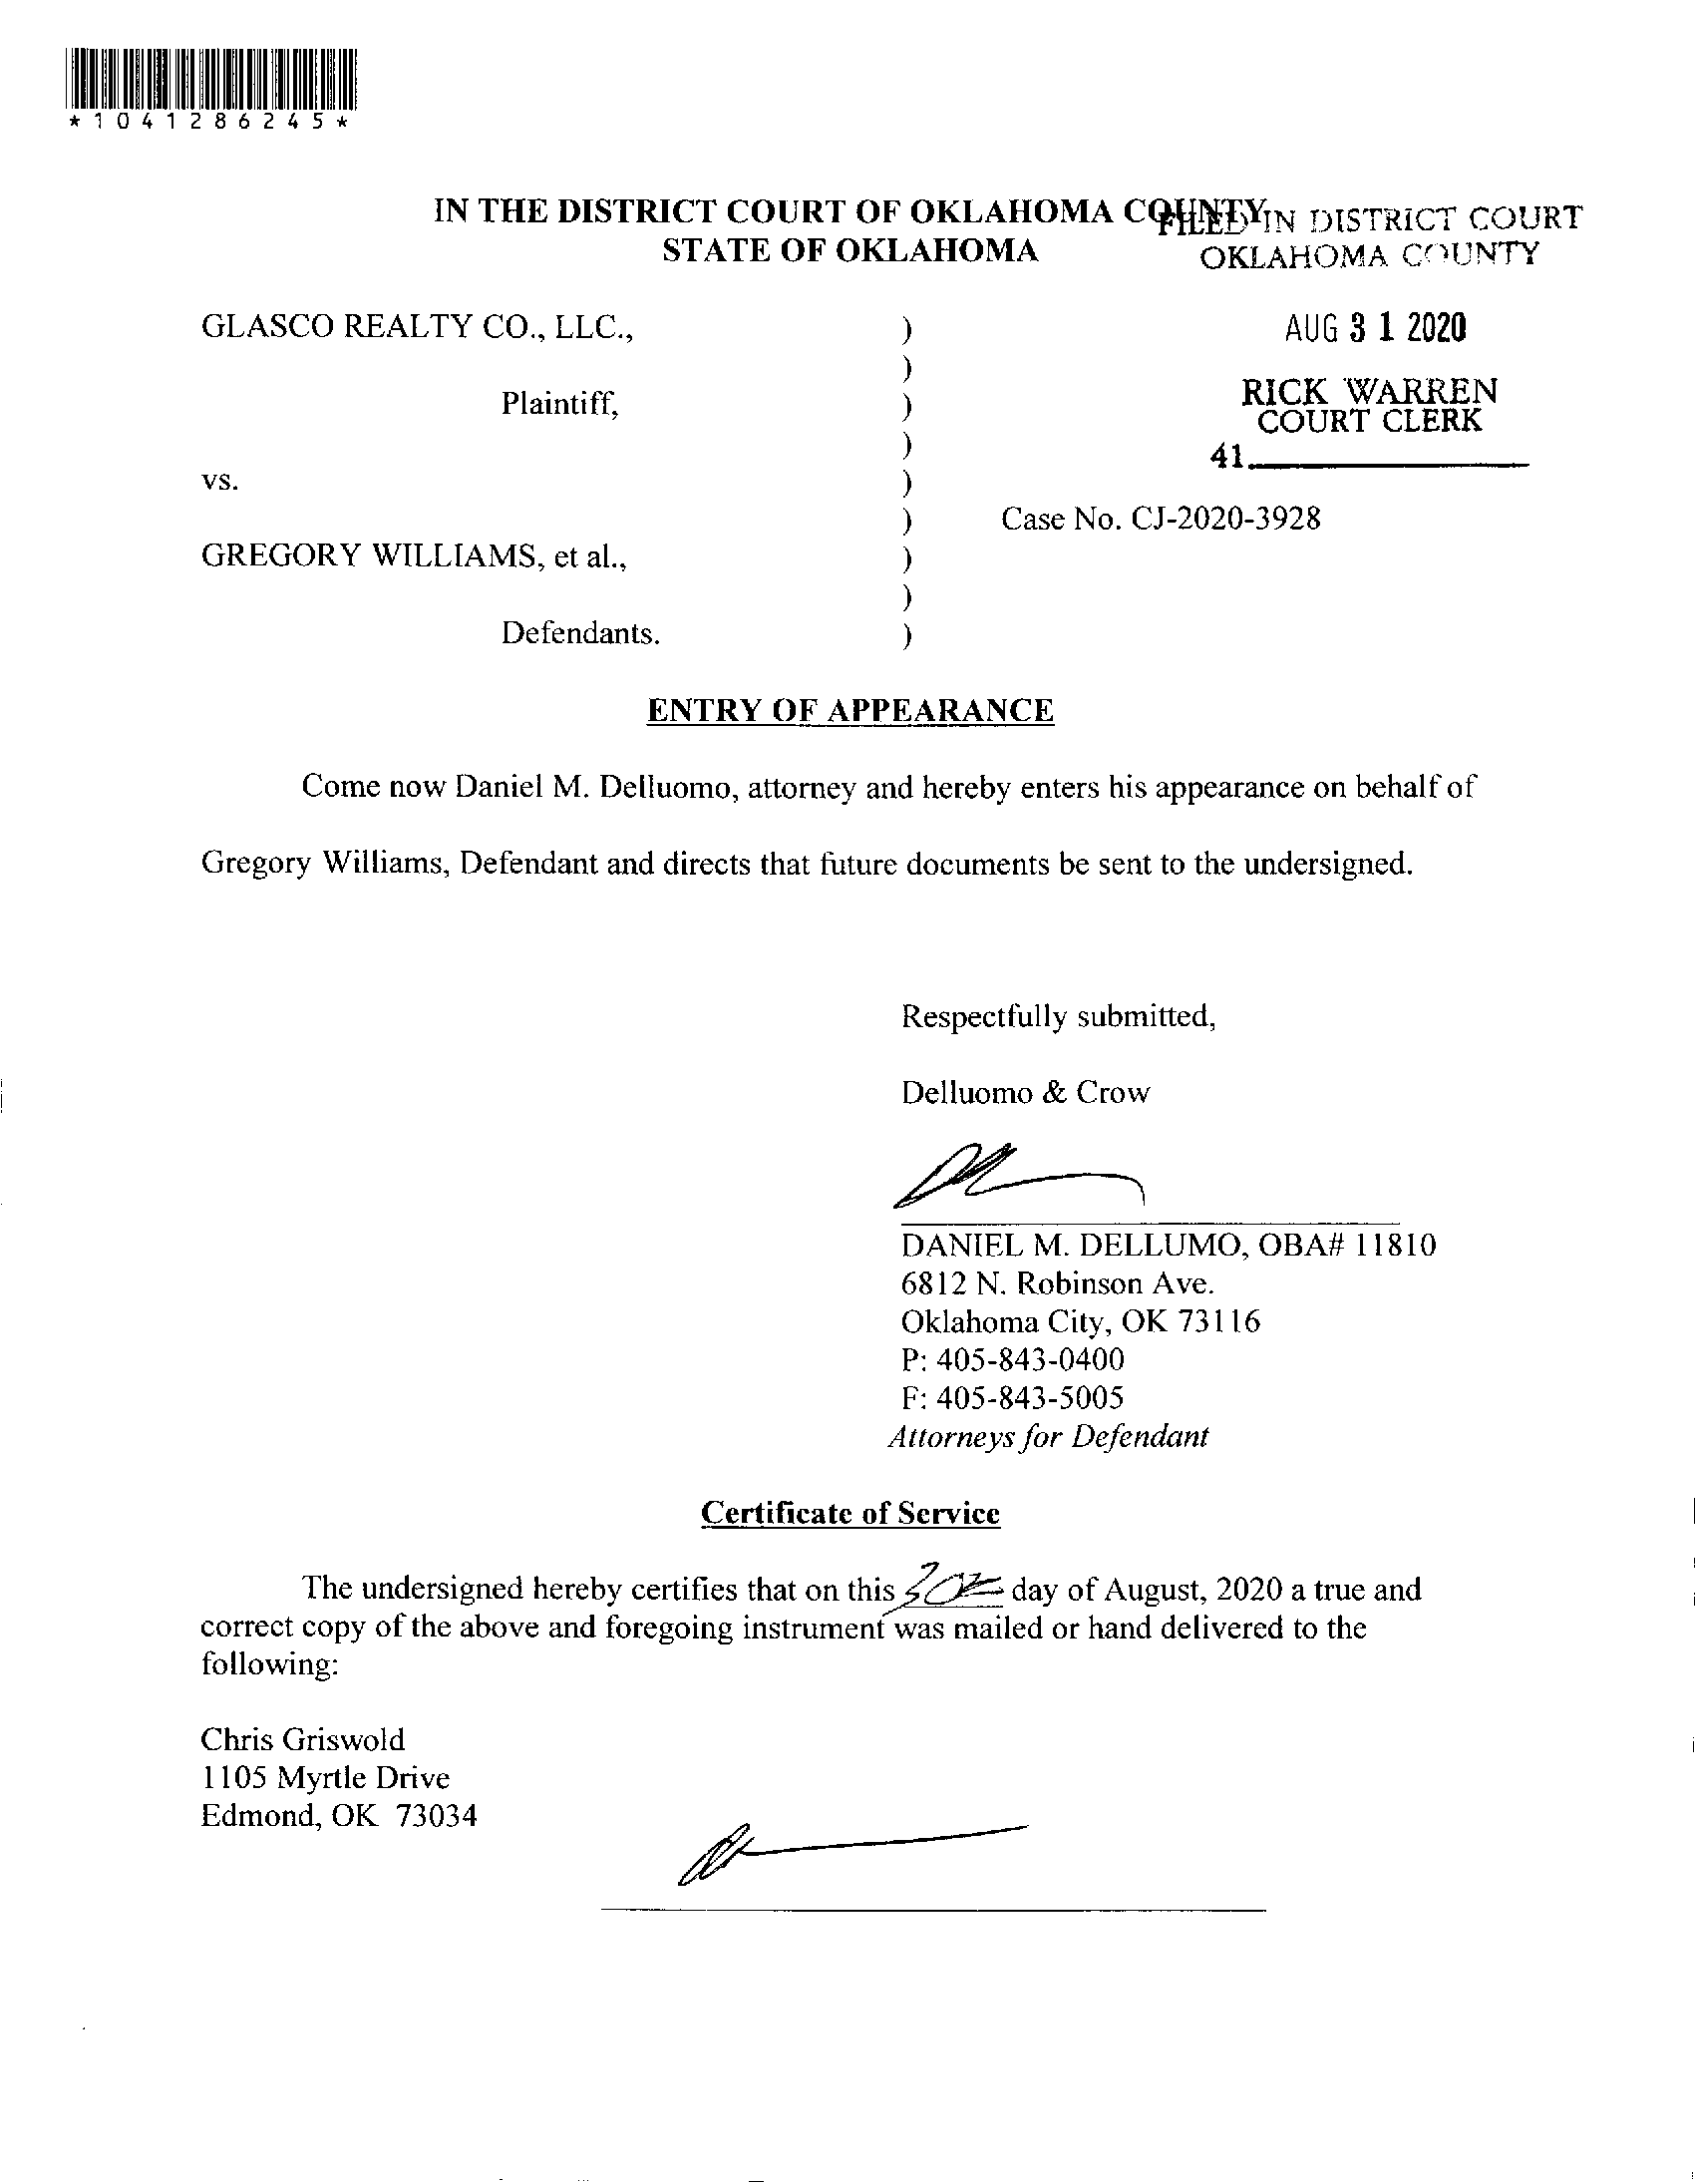 *1041286245*
IN THE DISTRICT COURT OF OKLAHOMA COUNTY
STATE OF OKLAHOMA
FILED IN DISTRICT COURT
OKLAHOMA COUNTY
AUG 31 2020
RICK WARREN
COURT CLERK
41
GLASCO REALTY CO., LLC., )
)
Plaintiff, )
)
vs. )
) Case No. CJ-2020-3928
GREGORY WILLIAMS, et al., )
)
Defendants. )
ENTRY OF APPEARANCE
Come now Daniel M. Delluomo, attorney and hereby enters his appearance on behalf of
Gregory Williams, Defendant and directs that future documents be sent to the undersigned.
Respectfully submitted,
Delluomo & Crow
DANIEL M. DELLUMO, OBA# 11810
6812 N. Robinson Ave.
Oklahoma City, OK 73116
P: 405-843-0400
F: 405-843-5005
Attorneys for Defendant
Certificate of Service
The undersigned hereby certifies that on this day of August, 2020 a true and
correct copy of the above and foregoing instrument was mailed or hand delivered to the
following:
Chris Griswold
1105 Myrtle Drive
Edmond, OK 73034